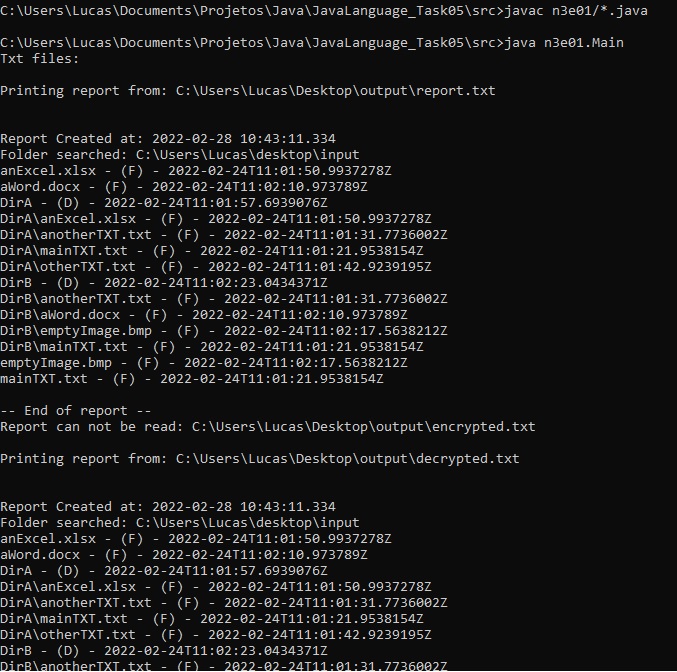 C:\Users\Lucas\Documents\Projetos\Java\JavaLanguage_Task05\src>javac n3e01/*.java
C:\Users\Lucas\Documents\Projetos\Java\JavaLanguage_Task05\src>java n3e01.Main
Txt files:
Printing report from: C:\Users\Lucas\Desktop\output\report.txt
Report Created at: 2022-02-28 10:43:11.334
Folder searched: C:\Users\Lucas\desktop\input
anExcel.xlsx - (F) - 2022-02-24T11:01:50.9937278Z
aWord.docx - (F) - 2022-02-24T11:02:10.973789Z
DirA - (D) - 2022-02-24T11:01:57.6939076Z
DirA\anExcel.xlsx - (F) - 2022-02-24T11:01:50.9937278Z
DirA\anotherTXT.txt - (F) - 2022-02-24T11:01:31.7736002Z
DirA\mainTXT.txt - (F) - 2022-02-24T11:01:21.9538154Z
DirA\otherTXT.txt - (F) - 2022-02-24T11:01:42.9239195Z
DirB - (D) - 2022-02-24T11:02:23.0434371Z
DirB\anotherTXT.txt - (F) - 2022-02-24T11:01:31.7736002Z
DirB\aWord.docx - (F) - 2022-02-24T11:02:10.973789Z
DirB\emptyImage.bmp - (F) - 2022-02-24T11:02:17.5638212Z
DirB\mainTXT.txt - (F) - 2022-02-24T11:01:21.9538154Z
emptyImage.bmp - (F) - 2022-02-24T11:02:17.5638212Z
mainTXT.txt - (F) - 2022-02-24T11:01:21.9538154Z
-- End of report --
Report can not be read: C:\Users\Lucas\Desktop\output\encrypted.txt
Printing report from: C:\Users\Lucas\Desktop\output\decrypted.txt
Report Created at: 2022-02-28 10:43:11.334
Folder searched: C:\Users\Lucas\desktop\input
anExcel.xlsx - (F) - 2022-02-24T11:01:50.9937278Z
aWord.docx - (F) - 2022-02-24T11:02:10.973789Z
DirA - (D) - 2022-02-24T11:01:57.6939076Z
DirA\anExcel.xlsx - (F) - 2022-02-24T11:01:50.9937278Z
DirA\anotherTXT.txt - (F) - 2022-02-24T11:01:31.7736002Z
DirA\mainTXT.txt - (F) - 2022-02-24T11:01:21.9538154Z
DirA\otherTXT.txt - (F) - 2022-02-24T11:01:42.9239195Z
DirB - (D) - 2022-02-24T11:02:23.0434371Z
DirB\anotherTXT.txt - (F) - 2022-02-24T11:01:31.7736002Z